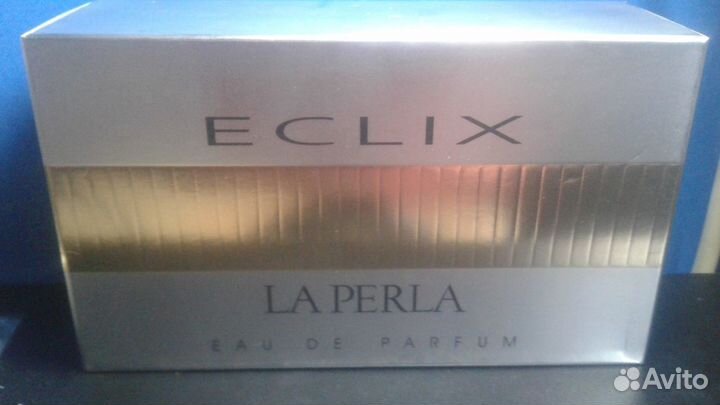 ECLIX
LA PERLA
EAU DE PARFUM
Avito